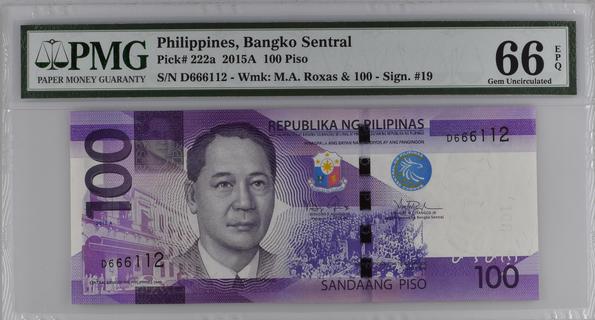 PMG
PAPER MONEY GUARANTY
Philippines, Bangko Sentral
Pick# 222a 2015A 100 Piso
S/N D666112 - Wmk: M.A. Roxas & 100 - Sign. #19
66 EPQ
Gem Uncirculated
REPUBLIKA NG PILIPINAS
D666112
100
D666112
SANDAANG PISO
100